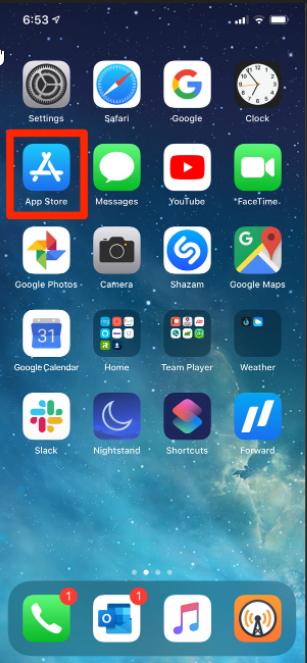 6:53
Settings Safari Google Clock
App Store Messages YouTube FaceTime
Google Photos Camera Shazam Google Maps
31
Google Calendar Home Team Player Weather
Slack Nightstand Shortcuts Forward
1 1